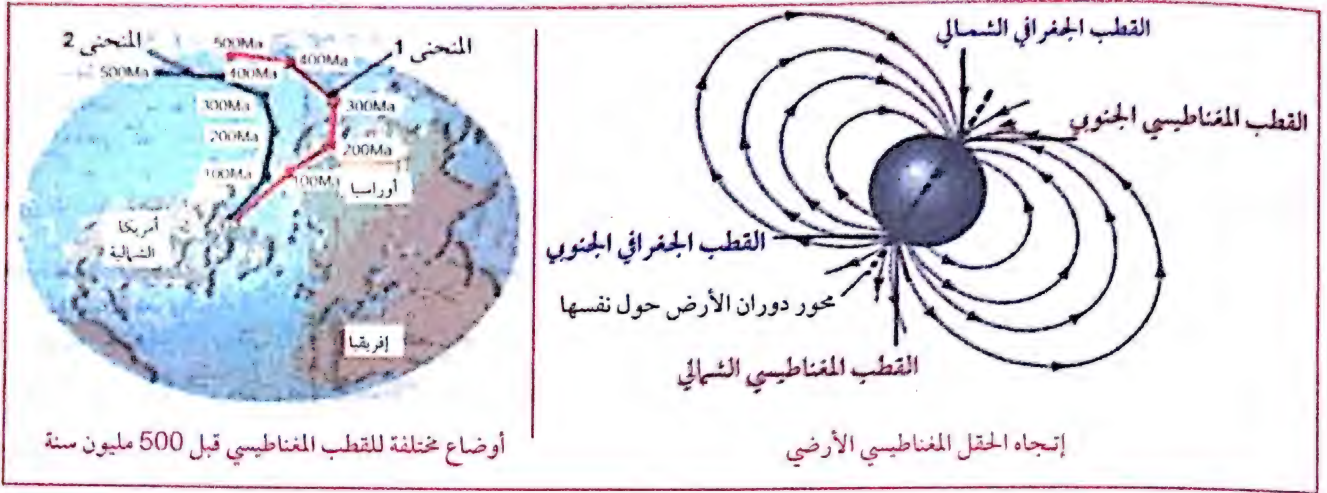 القطب الجغرافي الشمالي
القطب المغناطيسي الجنوبي
القطب الجغرافي الجنوبي
محور دوران الأرض حول نفسها
القطب المغناطيسي الشمالي
إتجاه الحقل المغناطيسي الأرضي
المنحنى 1
المنحنى 2
500Ma
400Ma
300Ma
200Ma
100Ma
500Ma
400Ma
300Ma
200Ma
100Ma
أوراسيا
أمريكا
الشمالية
إفريقيا
أوضاع مختلفة للقطب المغناطيسي قبل 500 مليون سنة